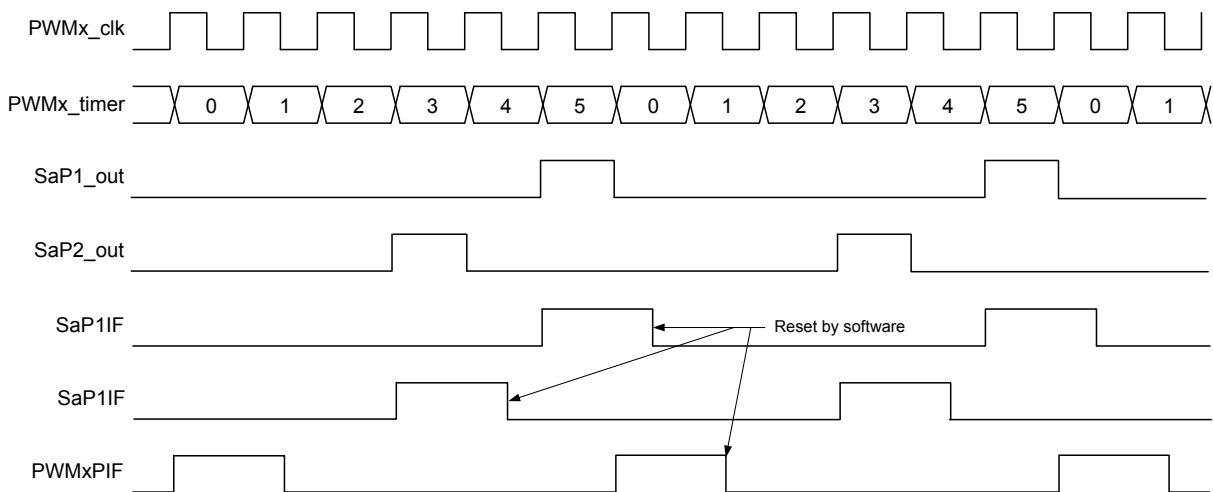 PWMx_clk
PWMx_timer 0 1 2 3 4 5 0 1 2 3 4 5 0 1
SaP1_out
SaP2_out
SaP1IF Reset by software
SaP1IF
PWMxPIF